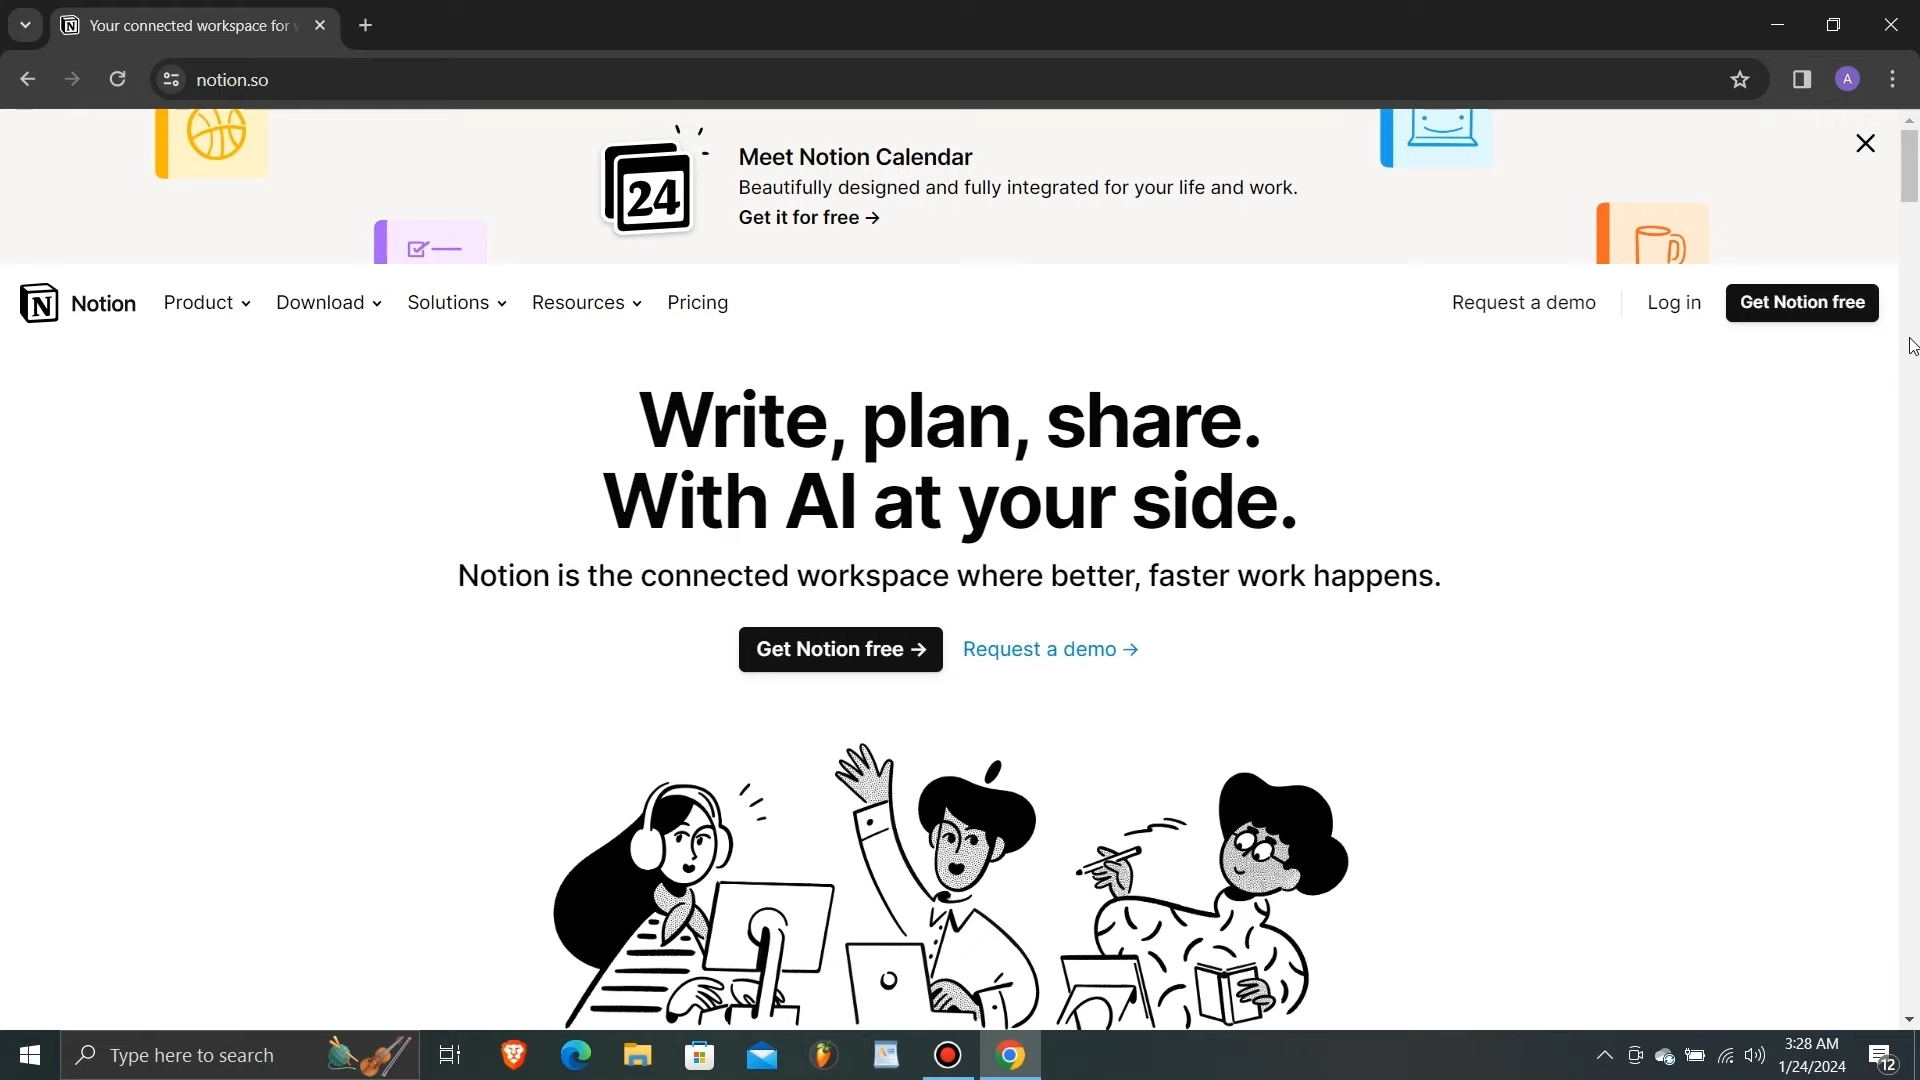 Your connected workspace for
notion.so
A
24
Meet Notion Calendar
Beautifully designed and fully integrated for your life and work.
Get it for free →
N Notion
Product
Download
Solutions
Resources
Pricing
Request a demo
Log in
Get Notion free
Write, plan, share.
With AI at your side.
Notion is the connected workspace where better, faster work happens.
Get Notion free →
Request a demo →
Type here to search
3:28 AM
1/24/2024
12